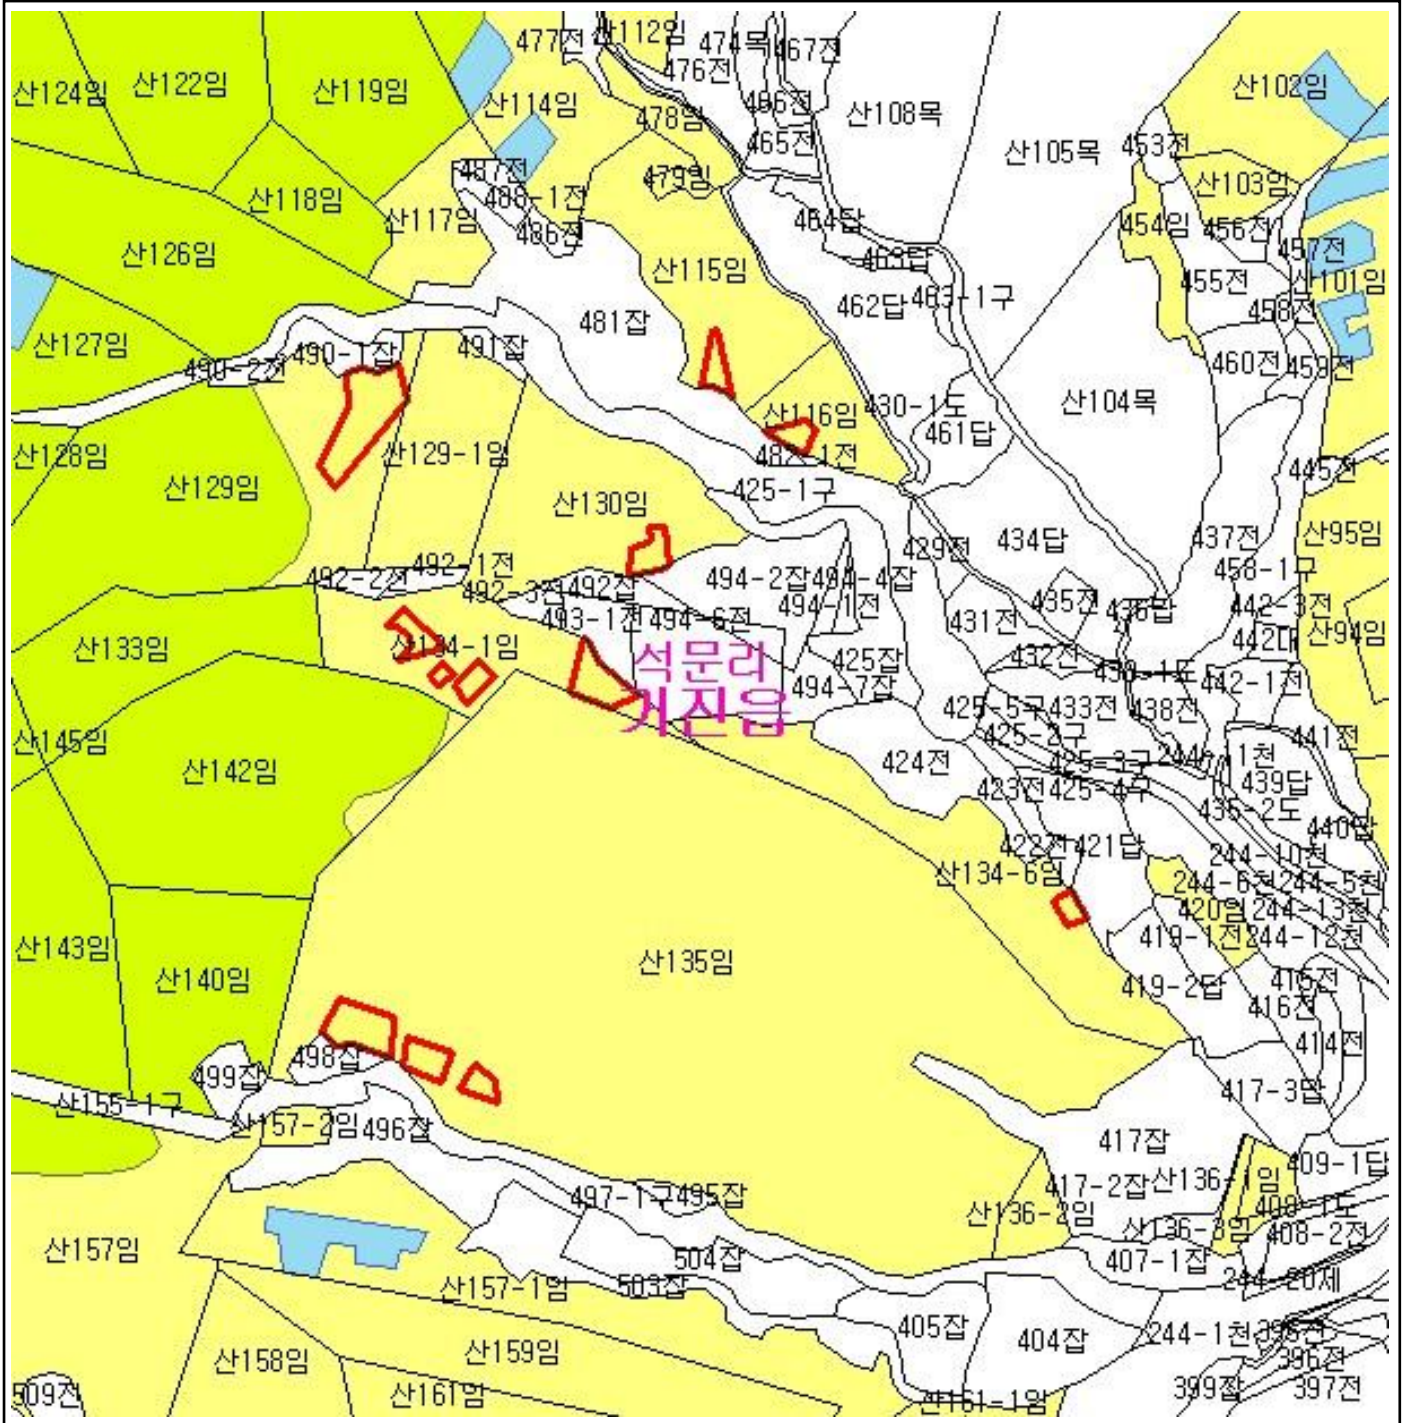 477전
산112임
474목
467전
476전
산124임
산122임
산119임
산114임
466전
478임
465전
산108목
산102임
산105목
453전
487전
488-1전
479임
산103임
산118임
산117임
486전
464답
454임
456전
457전
산126임
산115임
463답
462답
463-1구
455전
산101임
458전
481잡
산127임
490-2전
490-1잡
491잡
460전
459전
산116임
430-1도
461답
산104목
산128임
산129-1임
482-1전
445전
산129임
산130임
425-1구
429전
434답
437전
산95임
492-2전
492-1전
492-3전
492잡
494-2잡
494-4잡
458-1구
493-1전
494-6전
494-1전
431전
435전
436답
442-3전
442대
산94임
산133임
산134-1임
석문리
425잡
432전
430-1도
442-1전
거진읍
494-7잡
425-5구
433전
438전
산145임
425-2구
441전
산142임
424전
425-3구
439답
423전
425-4구
435-2도
440답
422전
421답
244-10천
산134-6임
244-6천
244-5천
420임
244-13천
419-1전
244-12천
산143임
산140임
산135임
419-2답
415전
416전
414전
499잡
498잡
417-3답
산155-1구
산157-2임
496잡
417잡
409-1답
417-2잡
산136-1임
497-1구
495잡
산136-2임
산136-3임
408-1도
408-2전
산157임
504잡
407-1잡
산157-1임
503잡
244-20제
405잡
404잡
244-1천
395전
산158임
산159임
396전
509전
산161임
산161-1임
399잡
397전